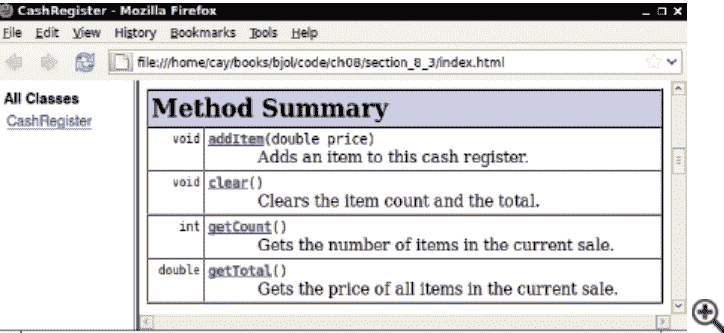 CashRegister - Mozilla Firefox
File Edit View History Bookmarks Tools Help
file:///home/cay/books/bjol/code/ch08/section_8_3/index.html
All Classes
CashRegister
Method Summary
void addItem(double price)
Adds an item to this cash register.
void clear()
Clears the item count and the total.
int getCount()
Gets the number of items in the current sale.
double getTotal()
Gets the price of all items in the current sale.